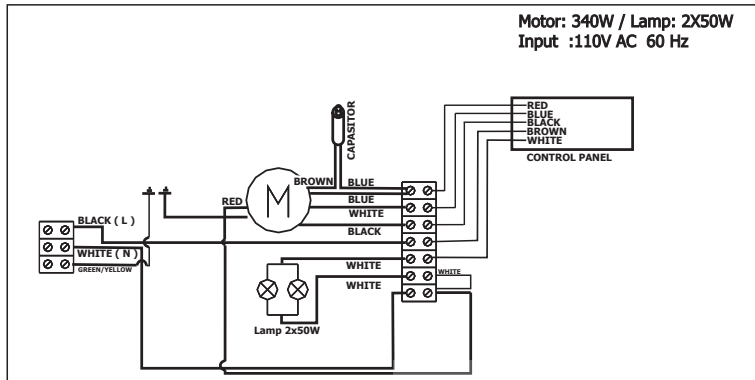 Motor: 340W / Lamp: 2X50W
Input :110V AC 60 Hz
CAPASITOR
RED
BLUE
BLACK
BROWN
WHITE
CONTROL PANEL
BROWN
BLUE
RED
M
BLUE
WHITE
BLACK
BLACK ( L )
WHITE ( N )
GREEN/YELLOW
WHITE
WHITE
WHITE
Lamp 2x50W